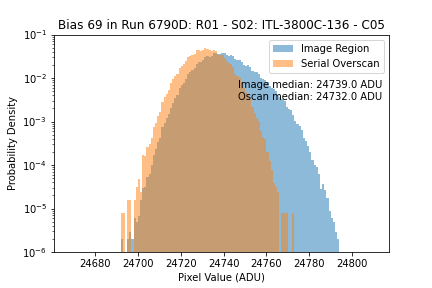 Bias 69 in Run 6790D: R01 - S02: ITL-3800C-136 - C05
Image Region
Serial Overscan
Image median: 24739.0 ADU
Oscan median: 24732.0 ADU
Probability Density
10⁻¹
10⁻²
10⁻³
10⁻⁴
10⁻⁵
10⁻⁶
24680 24700 24720 24740 24760 24780 24800
Pixel Value (ADU)